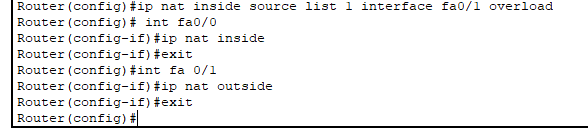 Router(config)#ip nat inside source list 1 interface fa0/1 overload
Router(config)# int fa0/0
Router(config-if)#ip nat inside
Router(config-if)#exit
Router(config)#int fa 0/1
Router(config-if)#ip nat outside
Router(config-if)#exit
Router(config)#